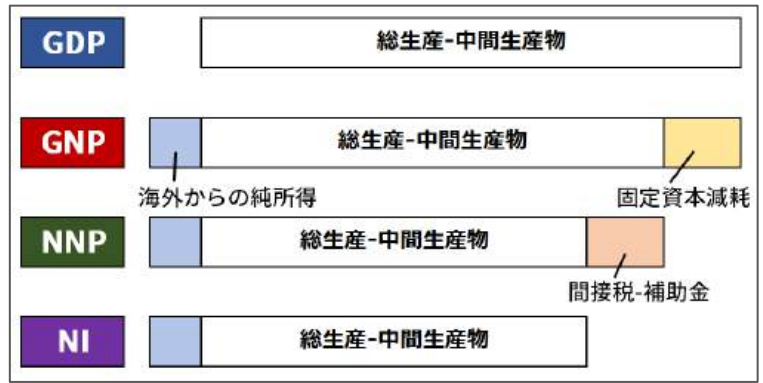 GDP
総生産-中間生産物
GNP
総生産-中間生産物
海外からの純所得
固定資本減耗
NNP
総生産-中間生産物
間接税-補助金
NI
総生産-中間生産物